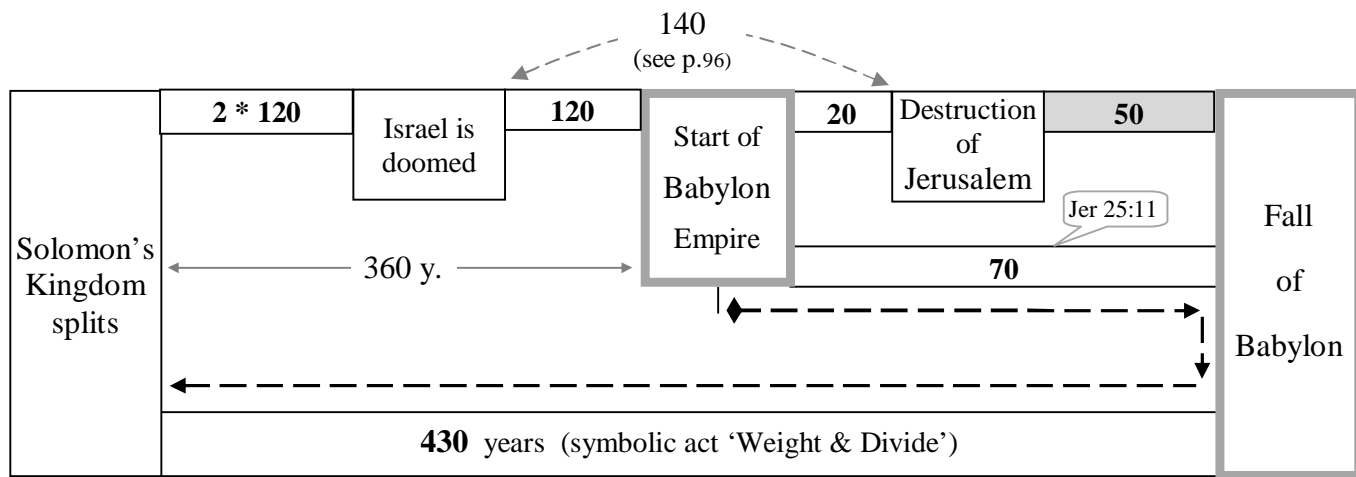 140
(see p.96)
2 * 120
Israel is
doomed
120
Start of
Babylon
Empire
20
Destruction
of
Jerusalem
50
Jer 25:11
Solomon’s
Kingdom
splits
360 y.
70
Fall
of
Babylon
430 years (symbolic act ‘Weight & Divide’)